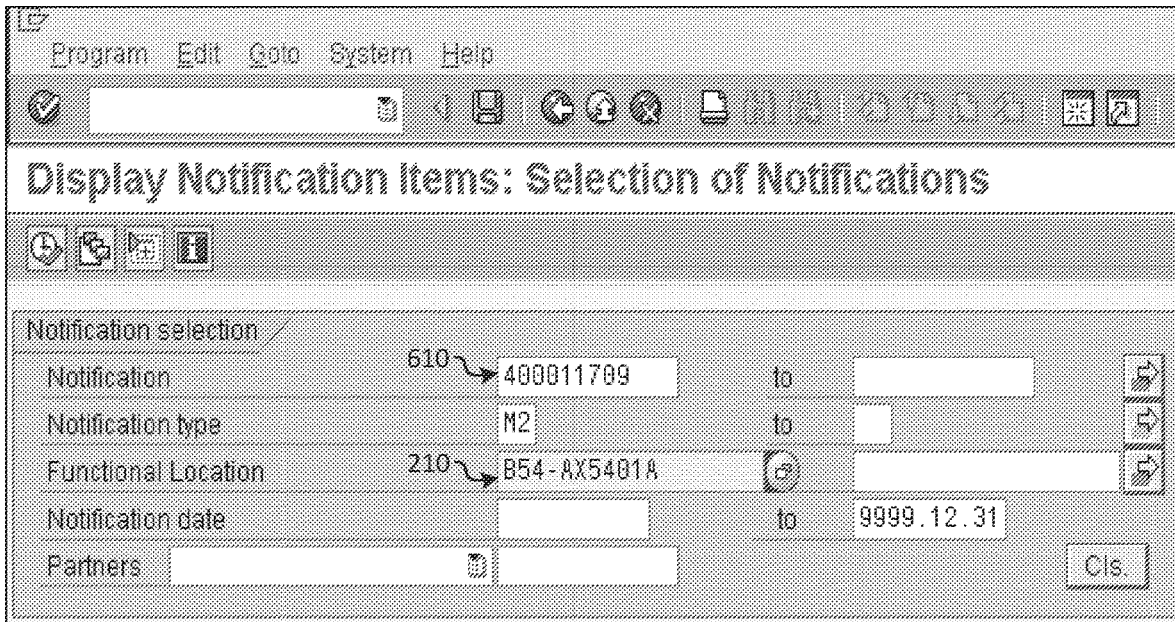 Program Edit Goto System Help
Display Notification Items: Selection of Notifications
Notification selection
Notification 610 400011709 to
Notification type M2 to
Functional Location 210 B54-AX5401A
Notification date to 9999.12.31
Partners Cls.